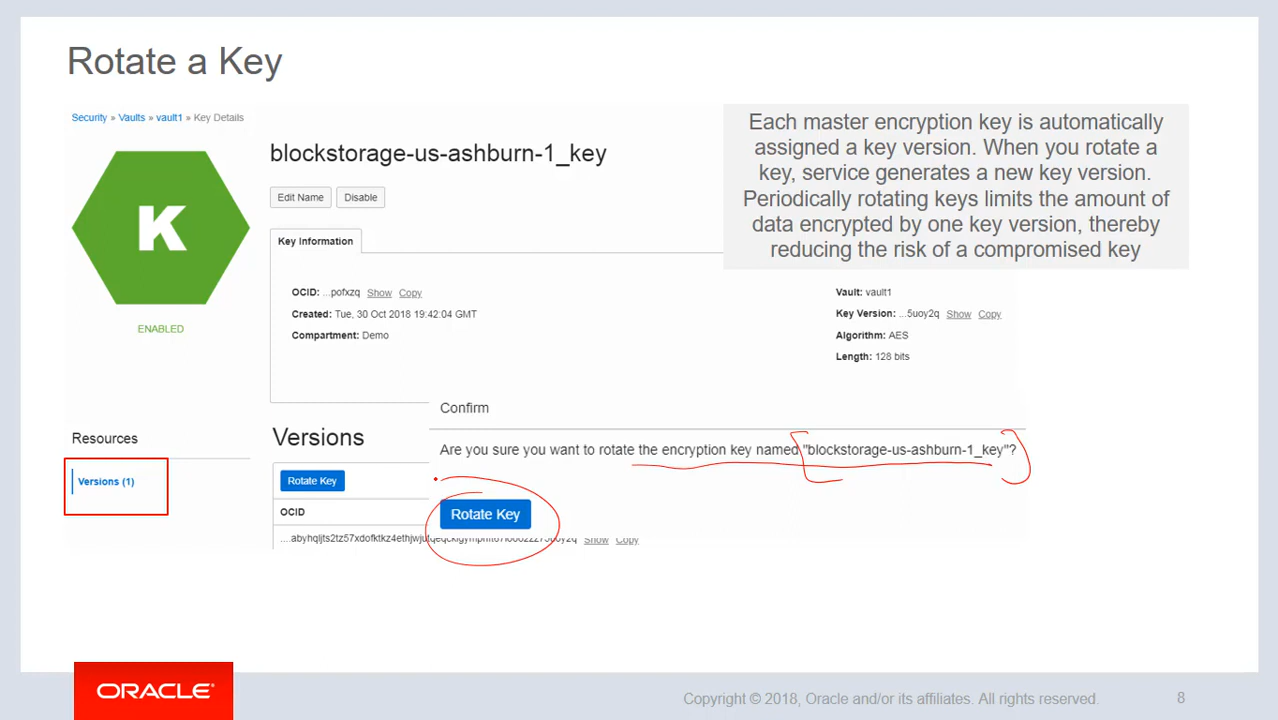 Rotate a Key
Security » Vaults » vault1 » Key Details
K
ENABLED
blockstorage-us-ashburn-1_key
Edit Name Disable
Key Information
OCID: ...pofxzq Show Copy
Created: Tue, 30 Oct 2018 19:42:04 GMT
Compartment: Demo
Vault: vault1
Key Version: ...5uoy2q Show Copy
Algorithm: AES
Length: 128 bits
Each master encryption key is automatically
assigned a key version. When you rotate a
key, service generates a new key version.
Periodically rotating keys limits the amount of
data encrypted by one key version, thereby
reducing the risk of a compromised key
Resources
Versions (1)
Versions
Rotate Key
OCID
Show Copy
Confirm
Are you sure you want to rotate the encryption key named "blockstorage-us-ashburn-1_key"?
Rotate Key
ORACLE®
Copyright © 2018, Oracle and/or its affiliates. All rights reserved. 8